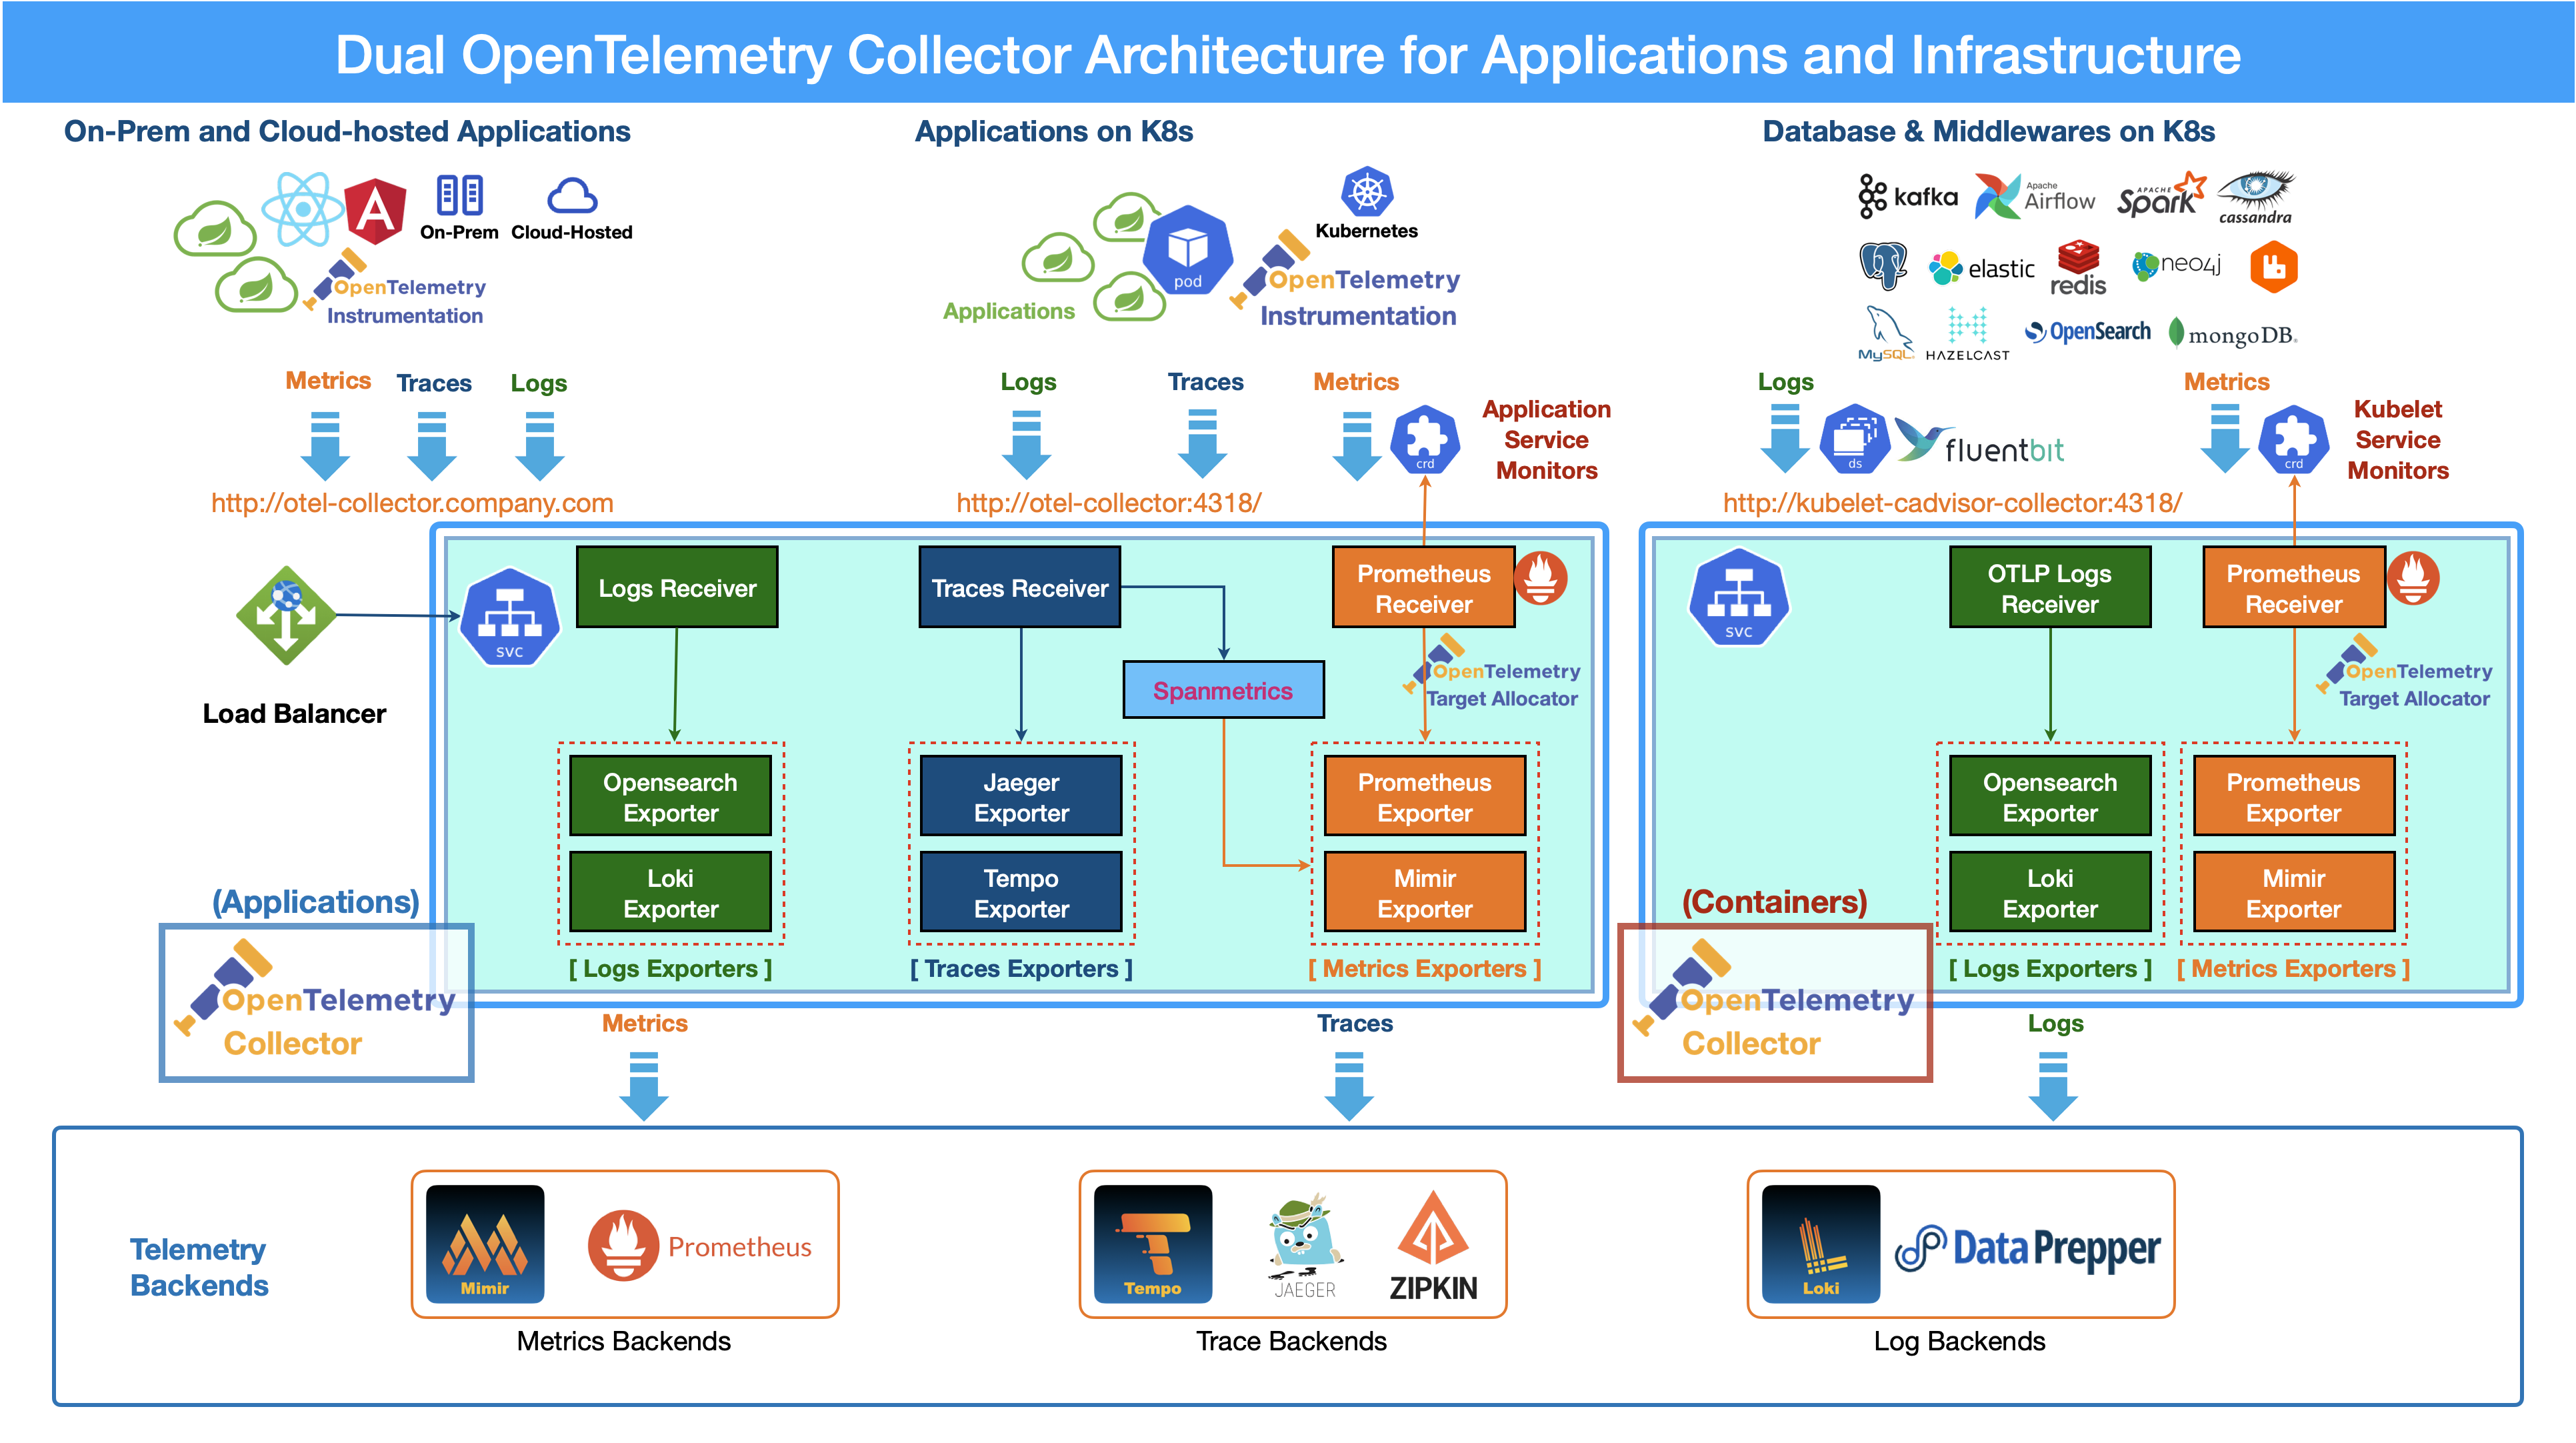 Dual OpenTelemetry Collector Architecture for Applications and Infrastructure
On-Prem and Cloud-hosted Applications
On-Prem
Cloud-Hosted
OpenTelemetry
Instrumentation
Metrics
Traces
Logs
http://otel-collector.company.com
Applications on K8s
Applications
pod
Kubernetes
OpenTelemetry
Instrumentation
Logs
Traces
Metrics
crd
Application
Service
Monitors
http://otel-collector:4318/
Database & Middlewares on K8s
kafka
Apache
Airflow
APACHE
Spark
cassandra
elastic
redis
neo4j
MySQL
HAZELCAST
OpenSearch
mongoDB
Logs
ds
fluentbit
Metrics
crd
Kubelet
Service
Monitors
http://kubelet-cadvisor-collector:4318/
Load Balancer
svc
Logs Receiver
Traces Receiver
Prometheus
Receiver
Spanmetrics
OpenTelemetry
Target Allocator
Opensearch
Exporter
Loki
Exporter
[ Logs Exporters ]
Jaeger
Exporter
Tempo
Exporter
[ Traces Exporters ]
Prometheus
Exporter
Mimir
Exporter
[ Metrics Exporters ]
(Applications)
OpenTelemetry
Collector
svc
OTLP Logs
Receiver
Prometheus
Receiver
OpenTelemetry
Target Allocator
Opensearch
Exporter
Loki
Exporter
[ Logs Exporters ]
Prometheus
Exporter
Mimir
Exporter
[ Metrics Exporters ]
(Containers)
OpenTelemetry
Collector
Metrics
Traces
Logs
Telemetry
Backends
Mimir
Prometheus
Metrics Backends
Tempo
JAEGER
ZIPKIN
Trace Backends
Loki
Data Prepper
Log Backends